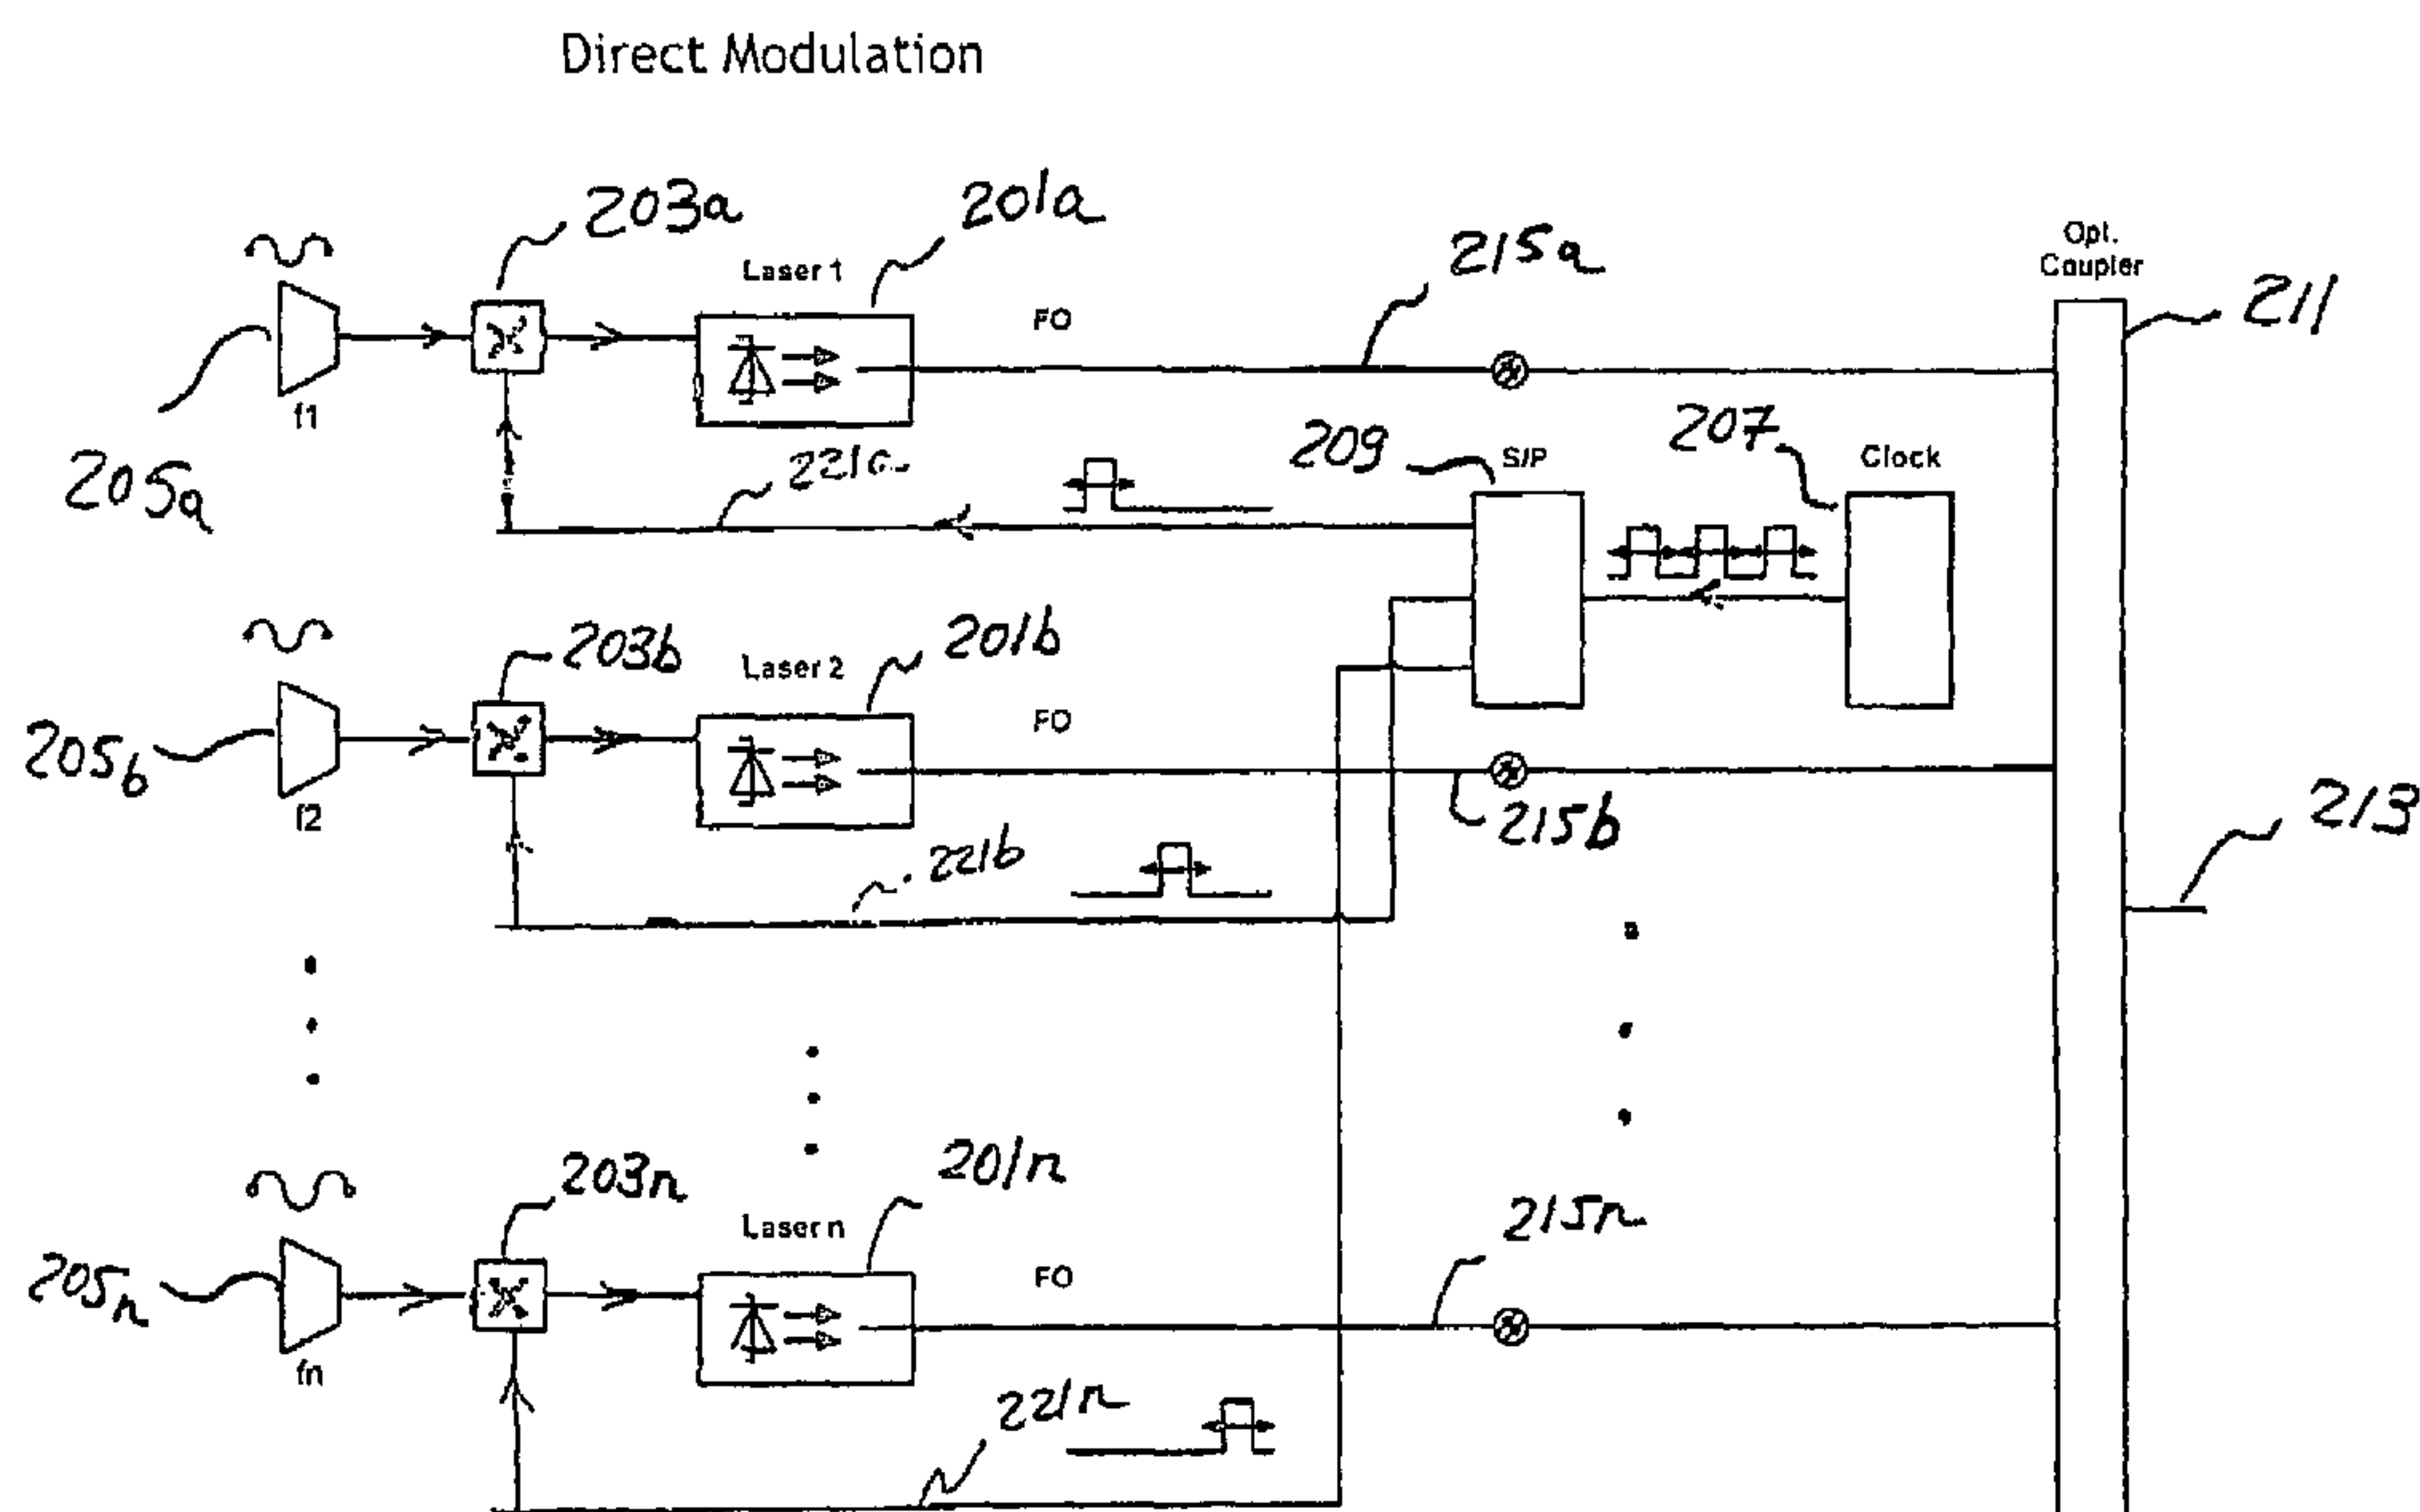 Direct Modulation
203a
201a
215a
Opt.
Coupler
Laser 1
FO
211
f1
205a
209
S/P
207
Clock
221a
203b
201b
Laser 2
FO
205b
f2
215b
213
221b
203n
201n
215n
Laser n
FO
205n
fn
221n